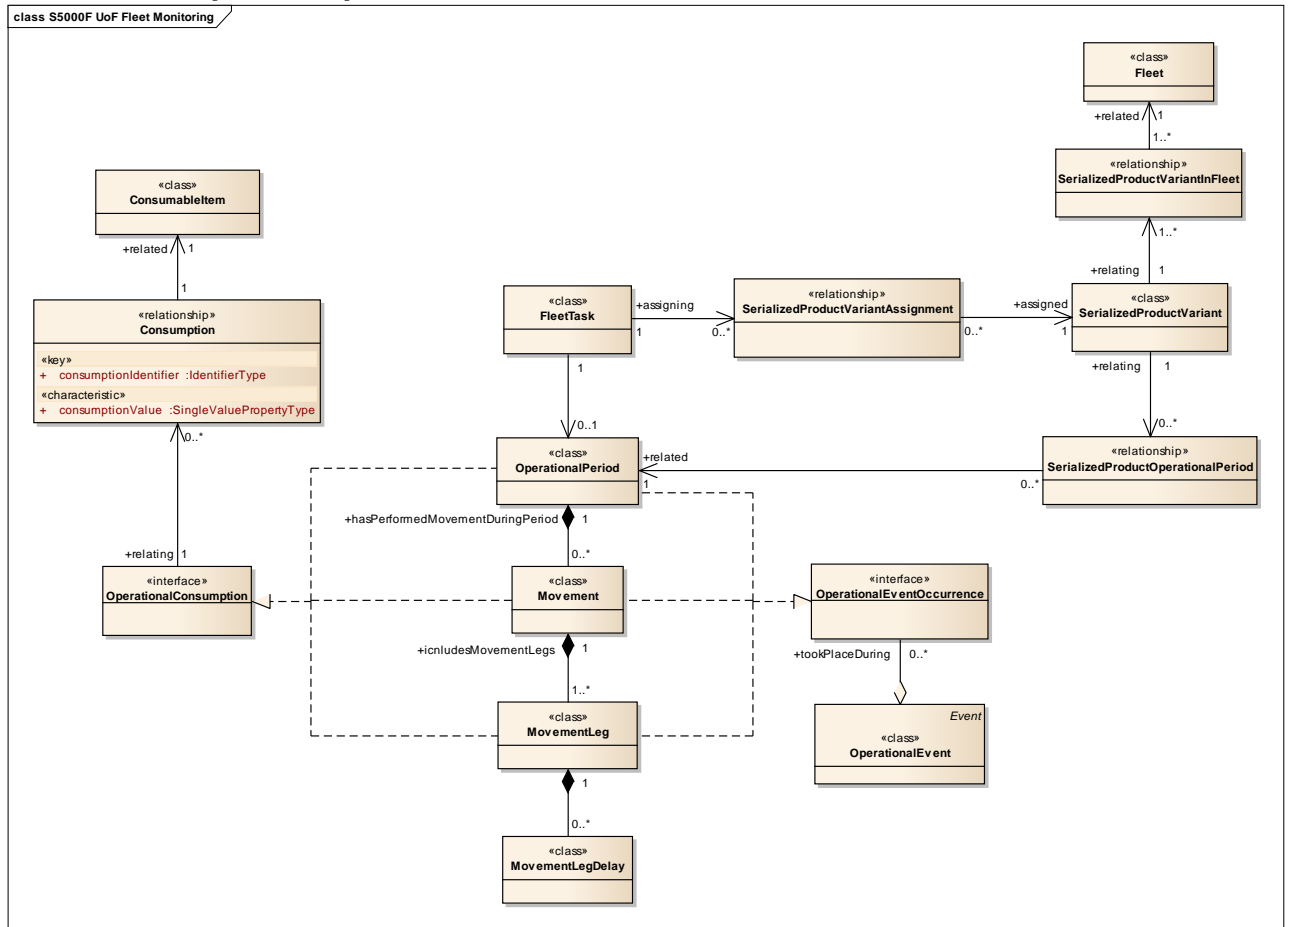 class S5000F UoF Fleet Monitoring
«class»
Fleet
+related 1
1..*
«relationship»
SerializedProductVariantInFleet
1..*
+relating 1
«class»
ConsumableItem
+related 1
1
«relationship»
Consumption
«key»
+ consumptionIdentifier :IdentifierType
«characteristic»
+ consumptionValue :SingleValuePropertyType
0..*
+relating 1
«interface»
OperationalConsumption
«class»
FleetTask
+assigning
1
0..*
«relationship»
SerializedProductVariantAssignment
0..*
+assigned
1
«class»
SerializedProductVariant
+relating 1
0..*
«relationship»
SerializedProductOperationalPeriod
0..*
1
0..1
«class»
OperationalPeriod
+related
1
+hasPerformedMovementDuringPeriod 1
0..*
«class»
Movement
+icnludesMovementLegs 1
1..*
«class»
MovementLeg
1
0..*
«class»
MovementLegDelay
«interface»
OperationalEventOccurrence
+tookPlaceDuring 0..*
Event
«class»
OperationalEvent